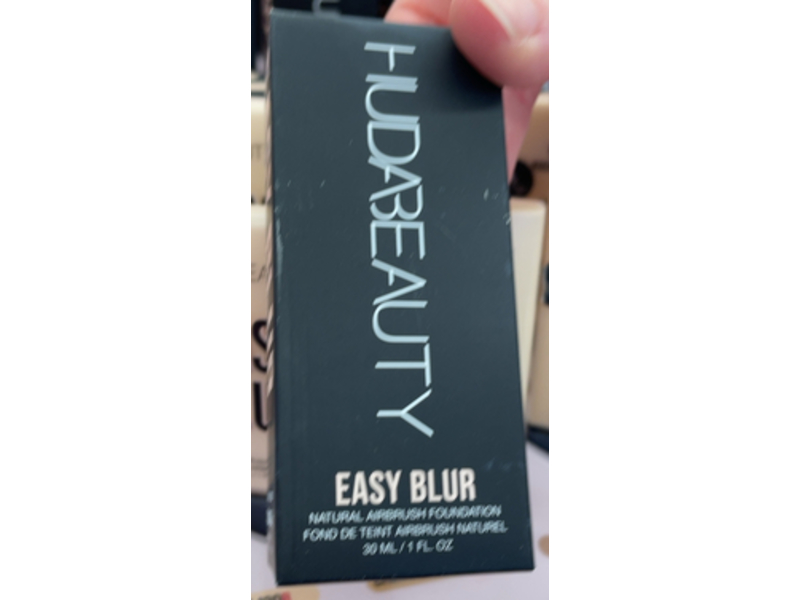 HUDABEAUTY
EASY BLUR
NATURAL AIRBRUSH FOUNDATION
FOND DE TEINT AIRBRUSH NATUREL
30 ML / 1 FL. OZ